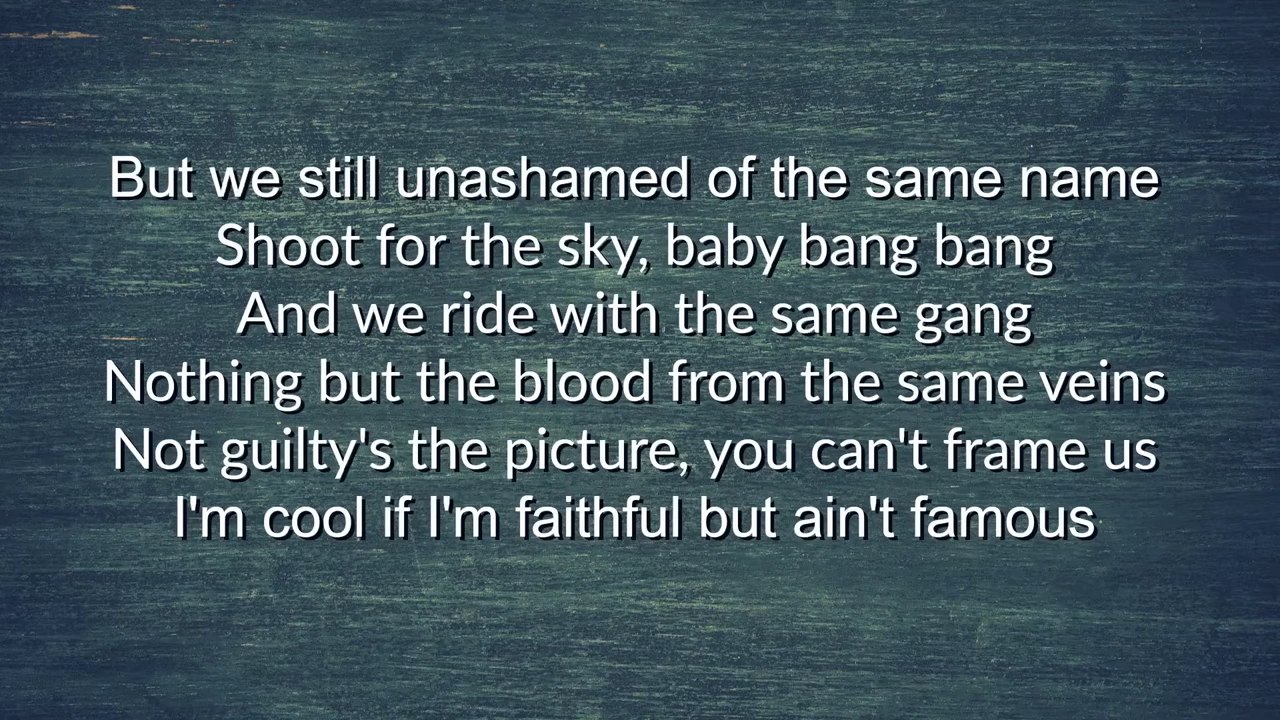 But we still unashamed of the same name
Shoot for the sky, baby bang bang
And we ride with the same gang
Nothing but the blood from the same veins
Not guilty's the picture, you can't frame us
I'm cool if I'm faithful but ain't famous